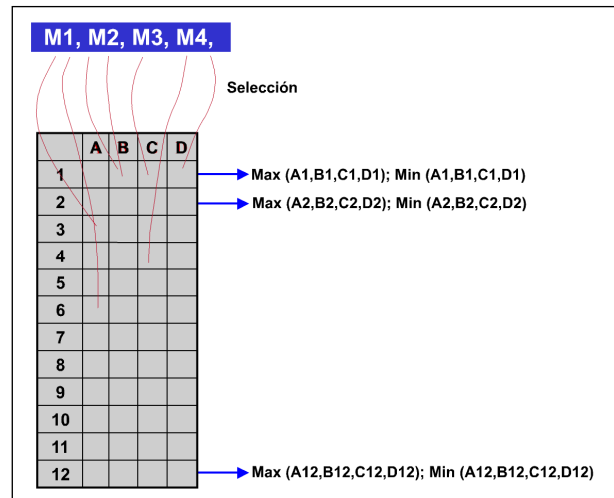 M1, M2, M3, M4,
Selección
A B C D
1 Max (A1,B1,C1,D1); Min (A1,B1,C1,D1)
2 Max (A2,B2,C2,D2); Min (A2,B2,C2,D2)
3
4
5
6
7
8
9
10
11
12 Max (A12,B12,C12,D12); Min (A12,B12,C12,D12)